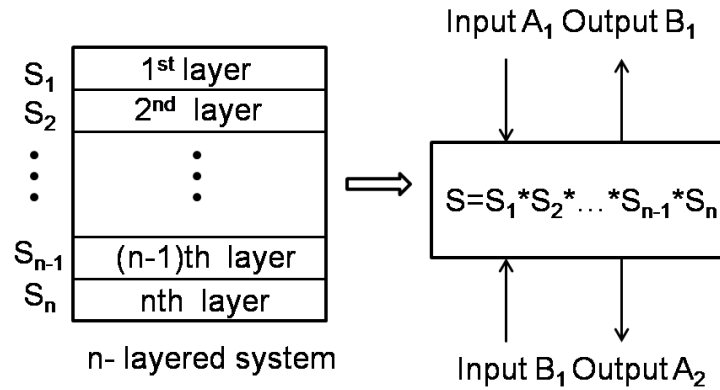 Input A₁ Output B₁
S₁ 1ˢᵗ layer
S₂ 2ⁿᵈ layer
Sₙ₋₁ (n-1)th layer
Sₙ nth layer
S=S₁*S₂*...*Sₙ₋₁*Sₙ
n- layered system
Input B₁ Output A₂